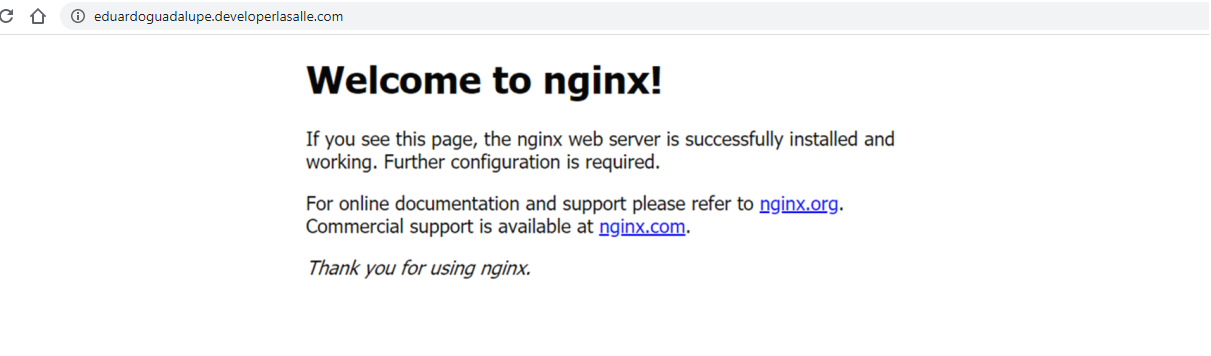 eduardoguadalupe.developerlasalle.com
Welcome to nginx!
If you see this page, the nginx web server is successfully installed and
working. Further configuration is required.
For online documentation and support please refer to nginx.org.
Commercial support is available at nginx.com.
Thank you for using nginx.